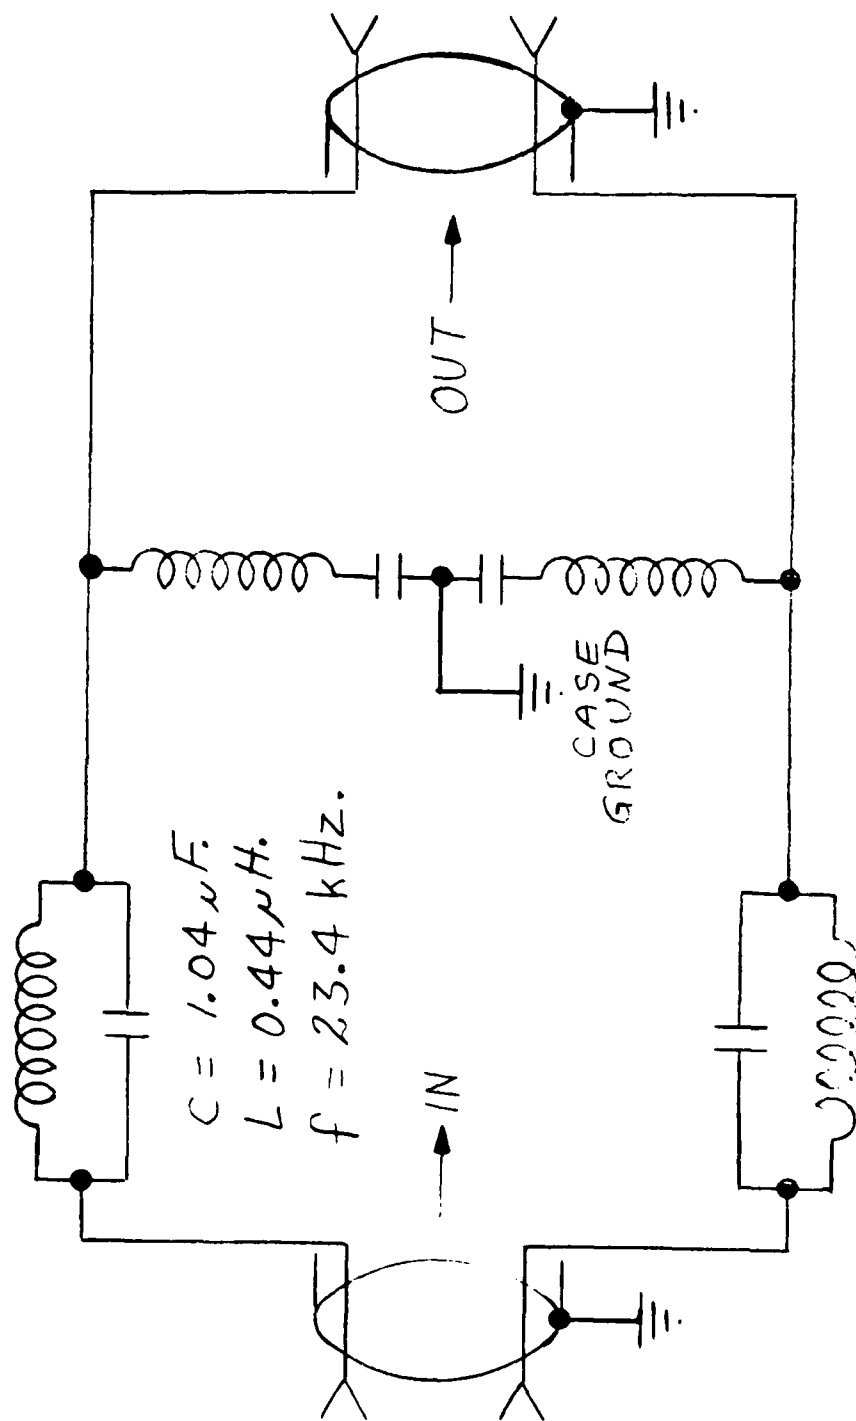 C = 1.04 µF.
L = 0.44 µH.
f = 23.4 kHz.
IN
CASE
GROUND
OUT